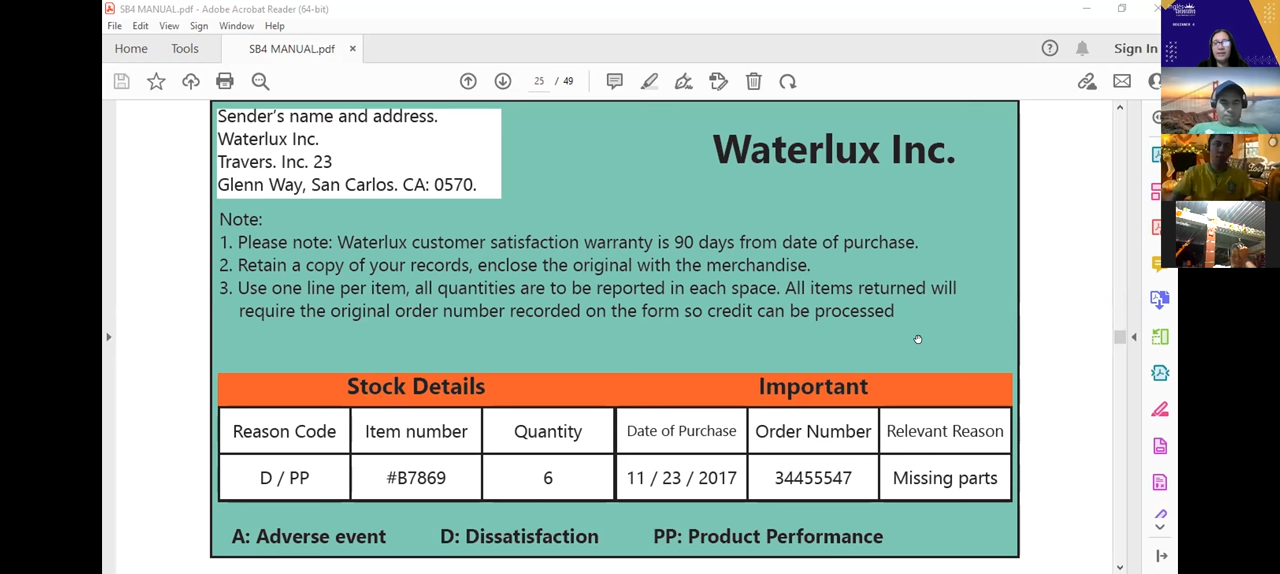 SB4 MANUAL.pdf - Adobe Acrobat Reader (64-bit)
File Edit View Sign Window Help
Home Tools SB4 MANUAL.pdf × Sign In
25 / 49
Sender's name and address.
Waterlux Inc.
Travers. Inc. 23
Glenn Way, San Carlos. CA: 0570.
Waterlux Inc.
Note:
1. Please note: Waterlux customer satisfaction warranty is 90 days from date of purchase.
2. Retain a copy of your records, enclose the original with the merchandise.
3. Use one line per item, all quantities are to be reported in each space. All items returned will
require the original order number recorded on the form so credit can be processed
Stock Details Important
Reason Code Item number Quantity Date of Purchase Order Number Relevant Reason
D / PP #B7869 6 11 / 23 / 2017 34455547 Missing parts
A: Adverse event D: Dissatisfaction PP: Product Performance